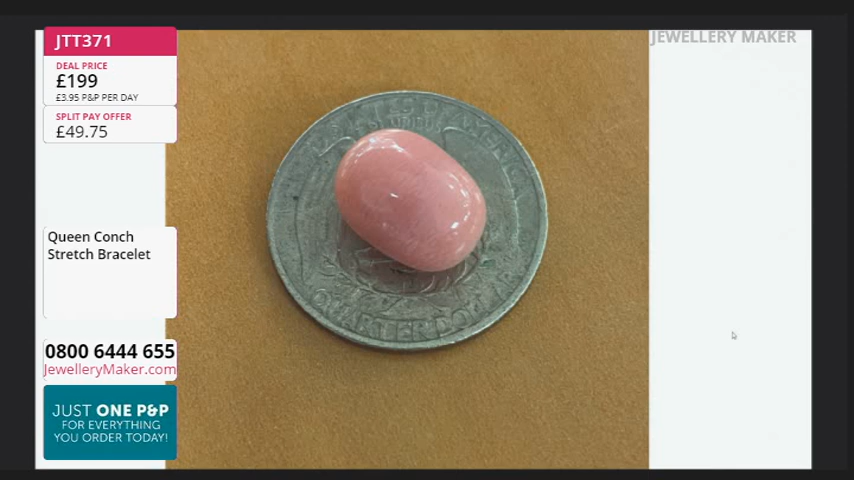 JTT371
DEAL PRICE
£199
£3.95 P&P PER DAY
SPLIT PAY OFFER
£49.75
Queen Conch
Stretch Bracelet
0800 6444 655
JewelleryMaker.com
JUST ONE P&P
FOR EVERYTHING
YOU ORDER TODAY!
JEWELLERY MAKER
QUARTER DOLLAR